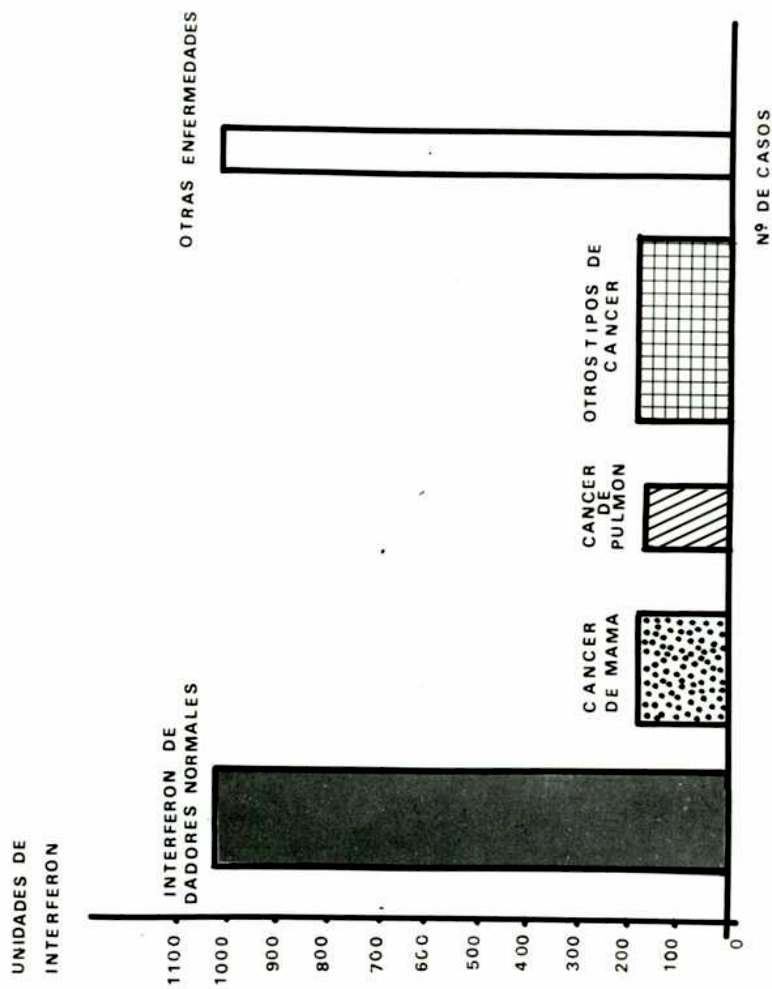 UNIDADES DE
INTERFERON
1100
1000
900
800
700
600
500
400
300
200
100
0
INTERFERON DE
DADORES NORMALES
CANCER
DE MAMA
CANCER
DE
PULMON
OTROS TIPOS DE
CANCER
OTRAS ENFERMEDADES
Nº DE CASOS